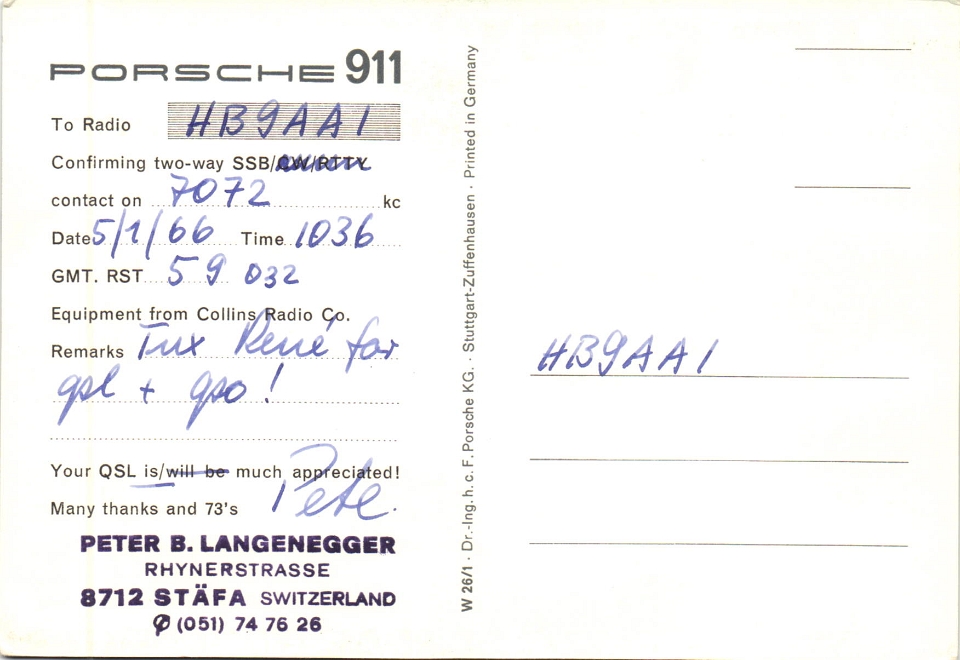 PORSCHE 911
To Radio HB9AAI
Confirming two-way SSB/CW/RTTY
contact on 7072 kc
Date 5/1/66 Time 1036
GMT. RST 59 032
Equipment from Collins Radio Co.
Remarks Tnx René for
qsl + qso !
Your QSL is/will be much appreciated!
Many thanks and 73's Pete.
PETER B. LANGENEGGER
RHYNERSTRASSE
8712 STÄFA SWITZERLAND
(051) 74 76 26
W 26/1 · Dr.-Ing. h. c. F. Porsche KG. · Stuttgart-Zuffenhausen · Printed in Germany
HB9AAI